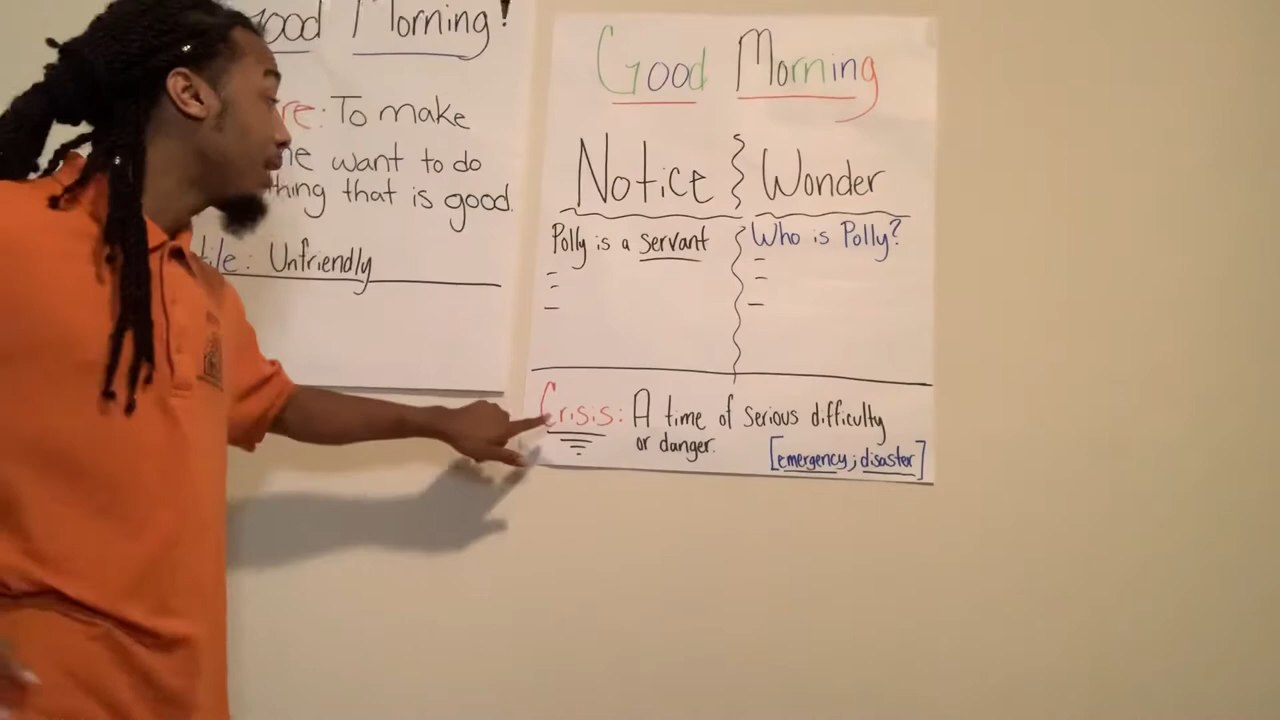 Good Morning!
re: To make
ne want to do
thing that is good.
tile: Unfriendly
Good Morning
Notice Wonder
Polly is a servant
Who is Polly?
Crisis: A time of serious difficulty
or danger.
[emergency; disaster]